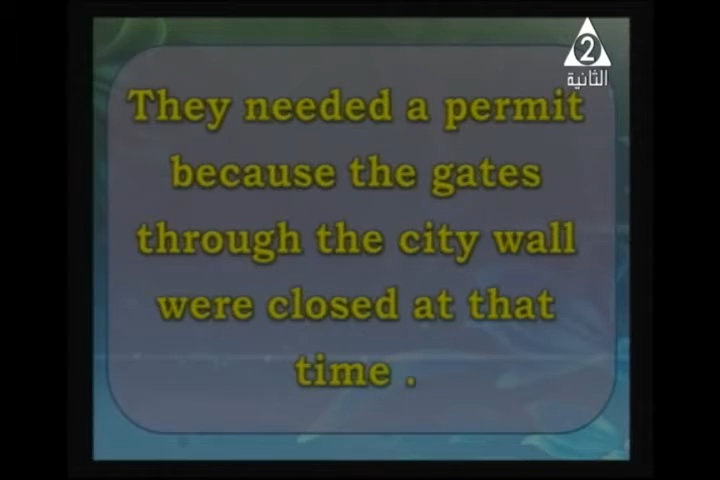 2
الثانية
They needed a permit
because the gates
through the city wall
were closed at that
time .